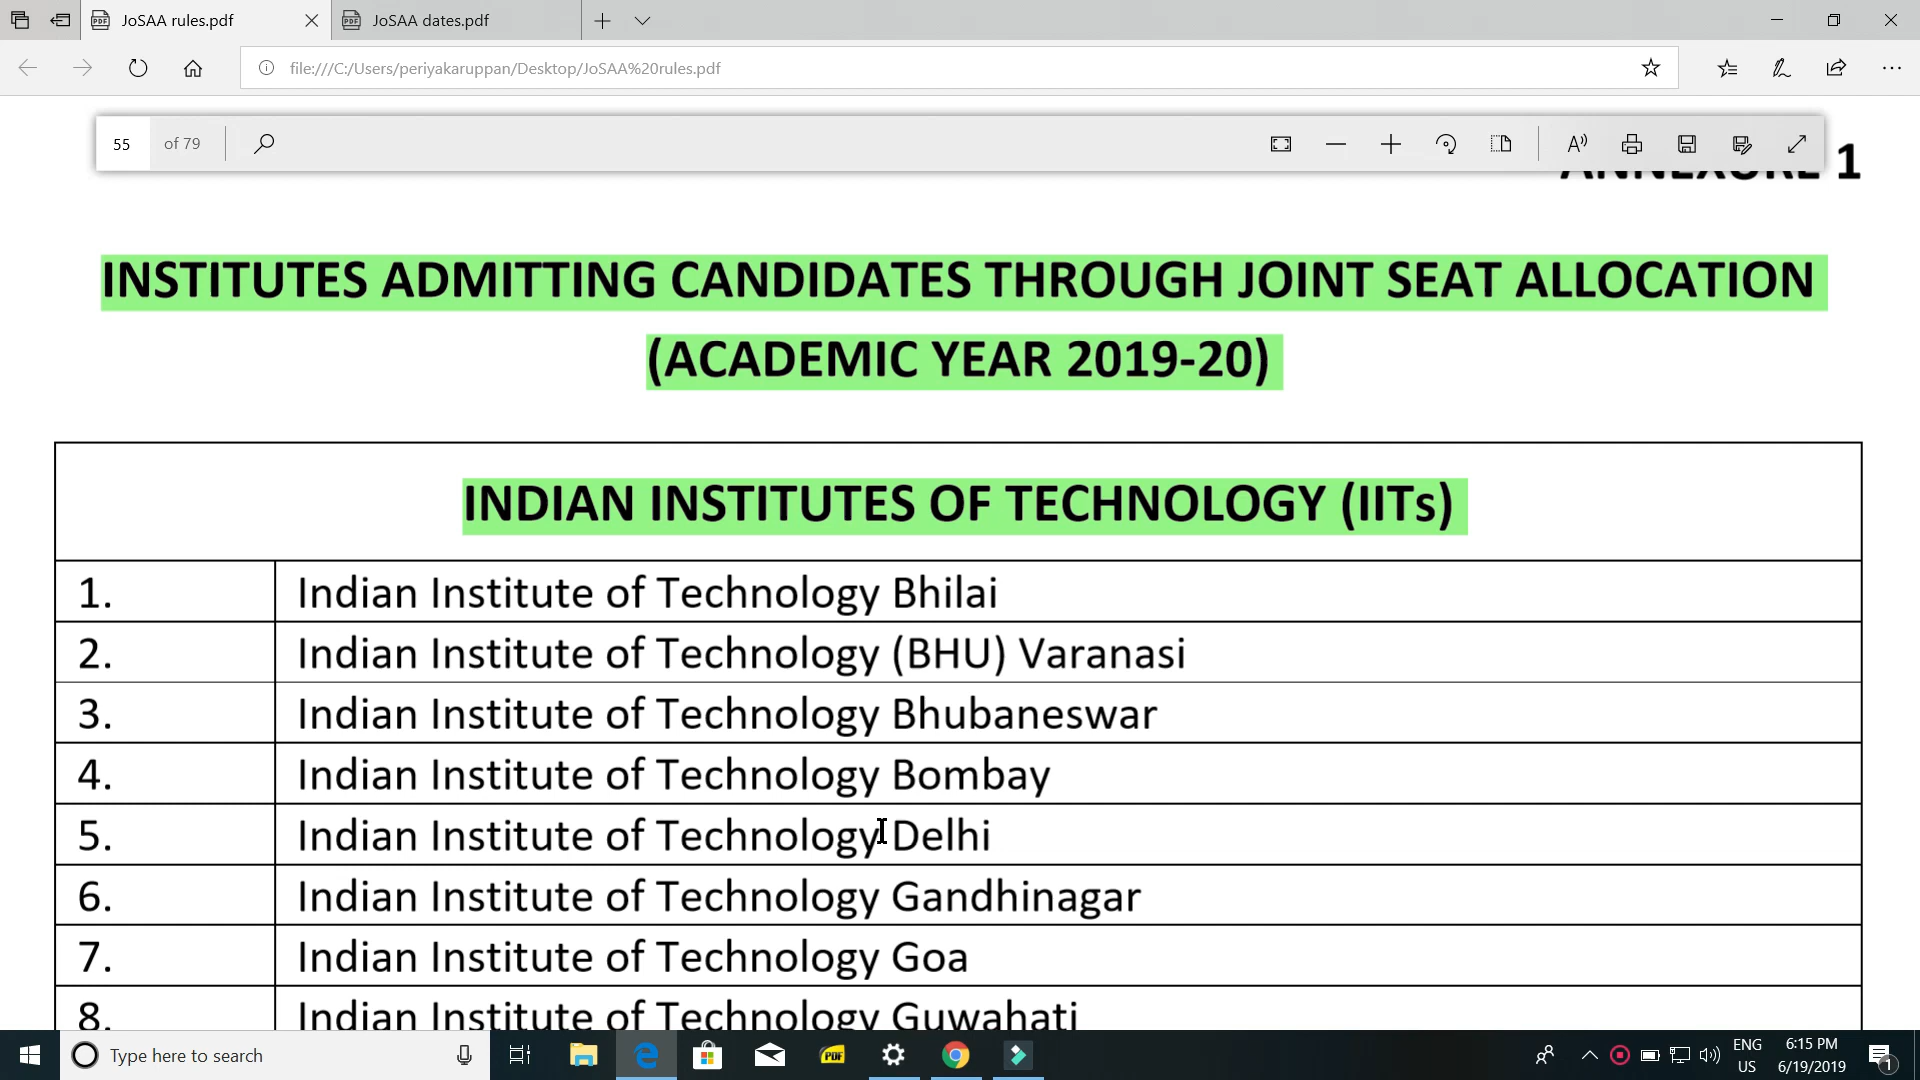 JoSAA rules.pdf
JoSAA dates.pdf
file:///C:/Users/periyakaruppan/Desktop/JoSAA%20rules.pdf
55 of 79
ANNEXURE 1
INSTITUTES ADMITTING CANDIDATES THROUGH JOINT SEAT ALLOCATION
(ACADEMIC YEAR 2019-20)
INDIAN INSTITUTES OF TECHNOLOGY (IITs)
1. Indian Institute of Technology Bhilai
2. Indian Institute of Technology (BHU) Varanasi
3. Indian Institute of Technology Bhubaneswar
4. Indian Institute of Technology Bombay
5. Indian Institute of Technology Delhi
6. Indian Institute of Technology Gandhinagar
7. Indian Institute of Technology Goa
8. Indian Institute of Technology Guwahati
Type here to search
PDF
ENG
US
6:15 PM
6/19/2019
1